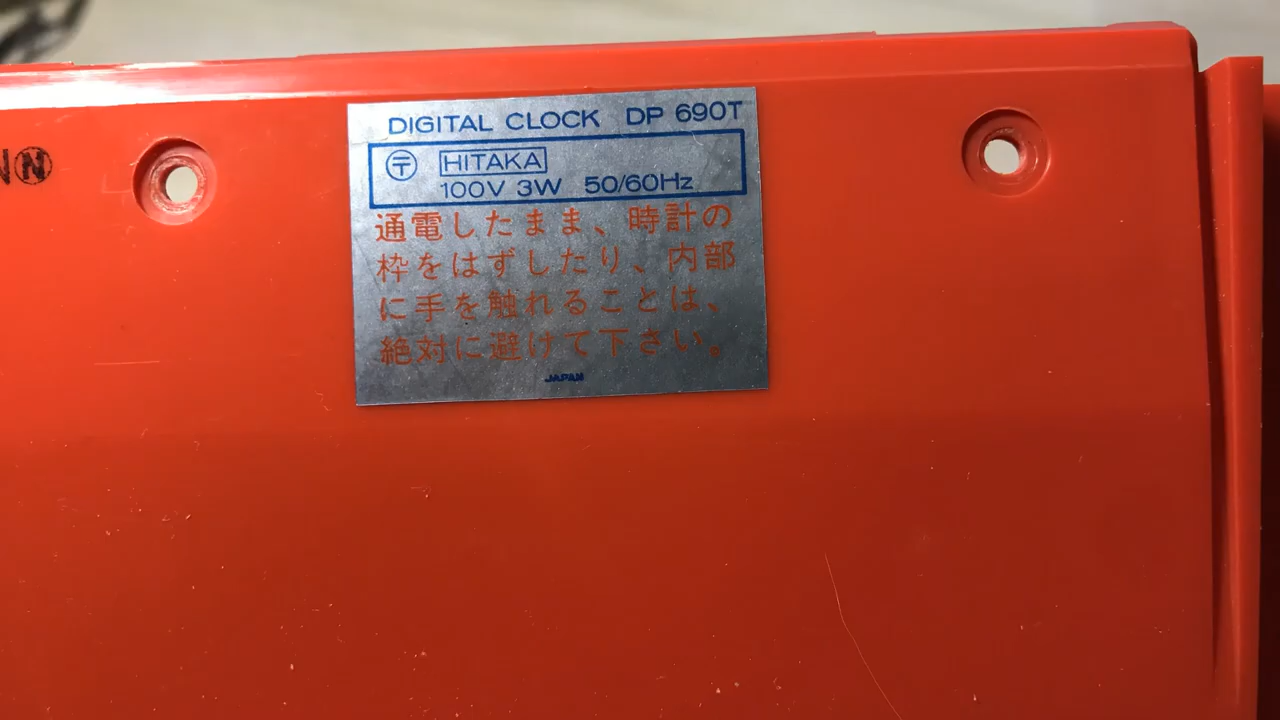 DIGITAL CLOCK DP 690T
〒 HITAKA
100V 3W 50/60Hz
通電したまま、時計の
枠をはずしたり、内部
に手を触れることは、
絶対に避けて下さい。
JAPAN
N